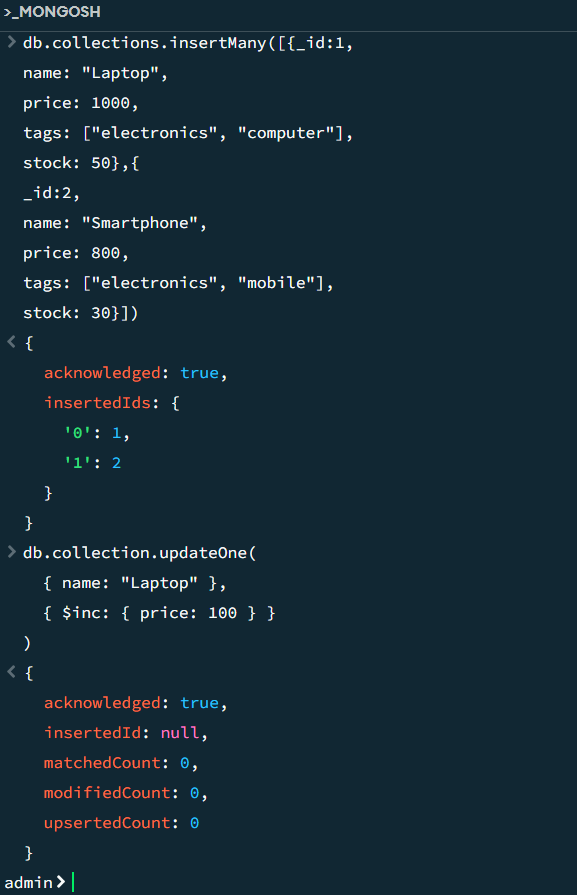 >_MONGOSH
> db.collections.insertMany([{_id:1,
name: "Laptop",
price: 1000,
tags: ["electronics", "computer"],
stock: 50},{
_id:2,
name: "Smartphone",
price: 800,
tags: ["electronics", "mobile"],
stock: 30}])
< {
acknowledged: true,
insertedIds: {
'0': 1,
'1': 2
}
}
> db.collection.updateOne(
{ name: "Laptop" },
{ $inc: { price: 100 } }
)
< {
acknowledged: true,
insertedId: null,
matchedCount: 0,
modifiedCount: 0,
upsertedCount: 0
}
admin>